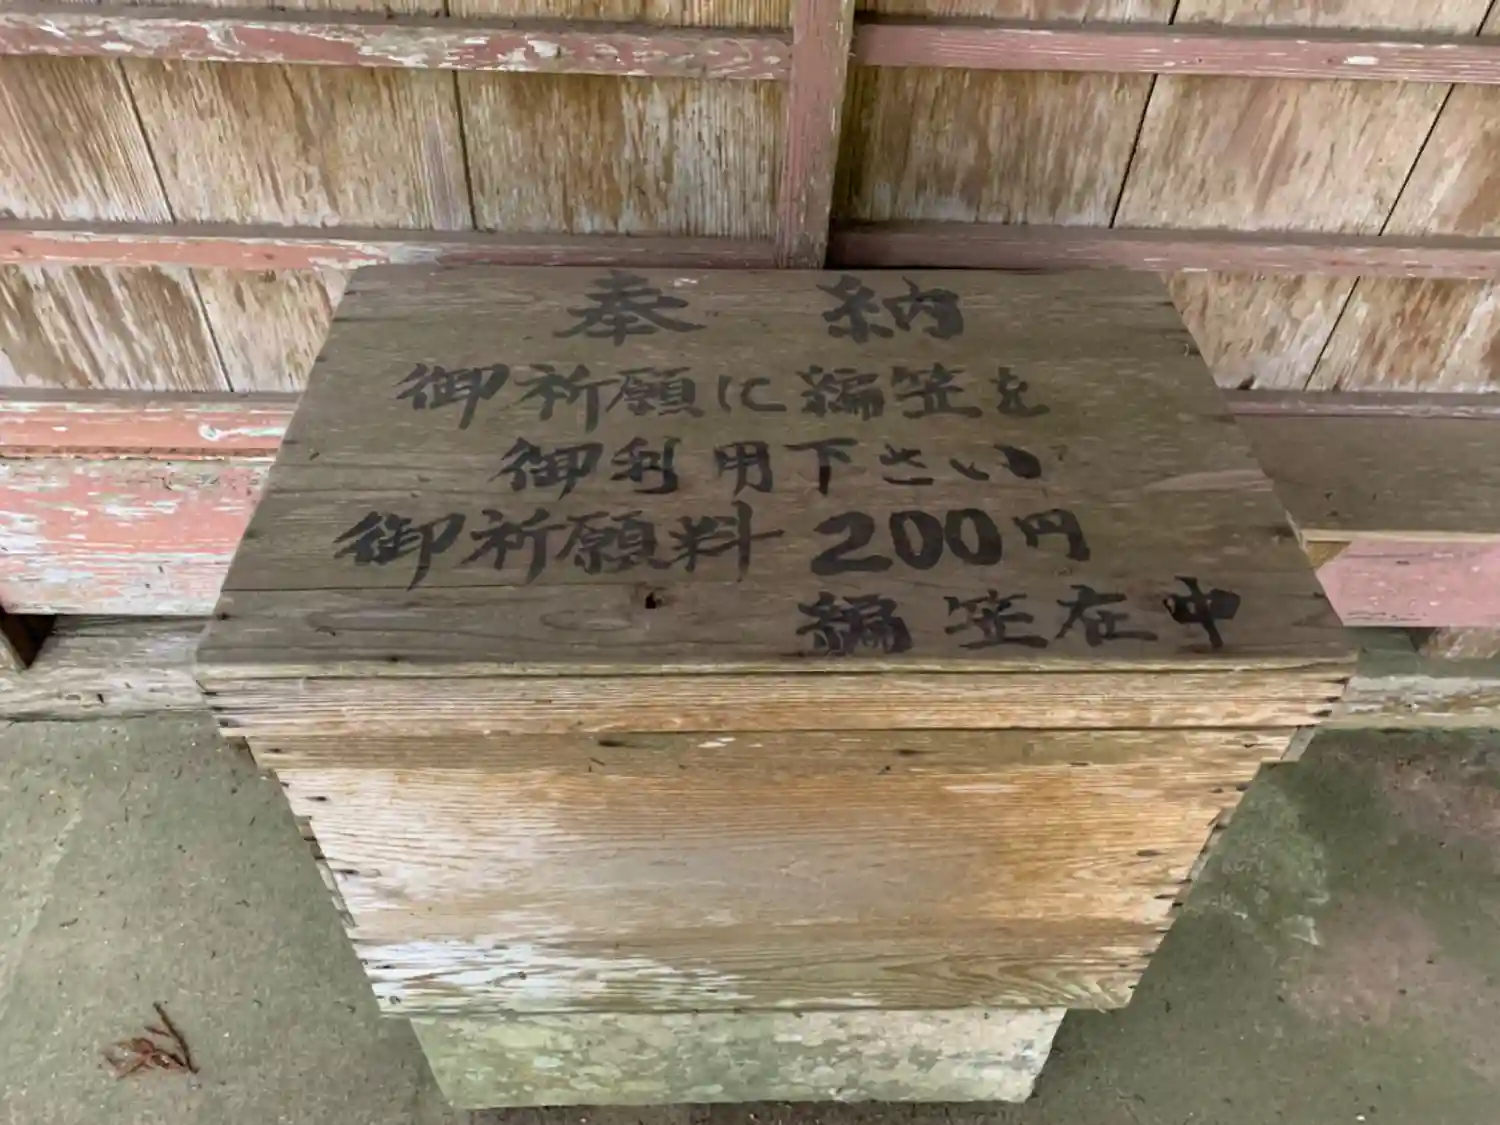 奉納
御祈願に編笠を
御利用下さい
御祈願料 200円
編笠在中